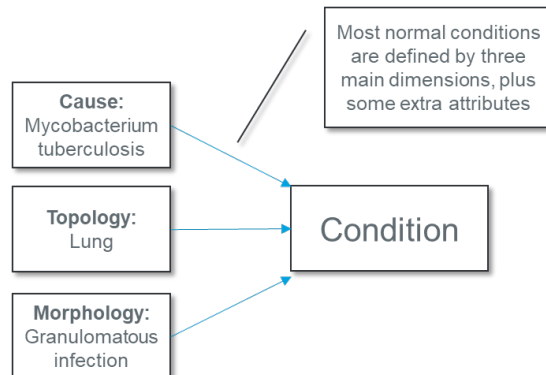 Most normal conditions
are defined by three
main dimensions, plus
some extra attributes
Cause:
Mycobacterium
tuberculosis
Topology:
Lung
Condition
Morphology:
Granulomatous
infection